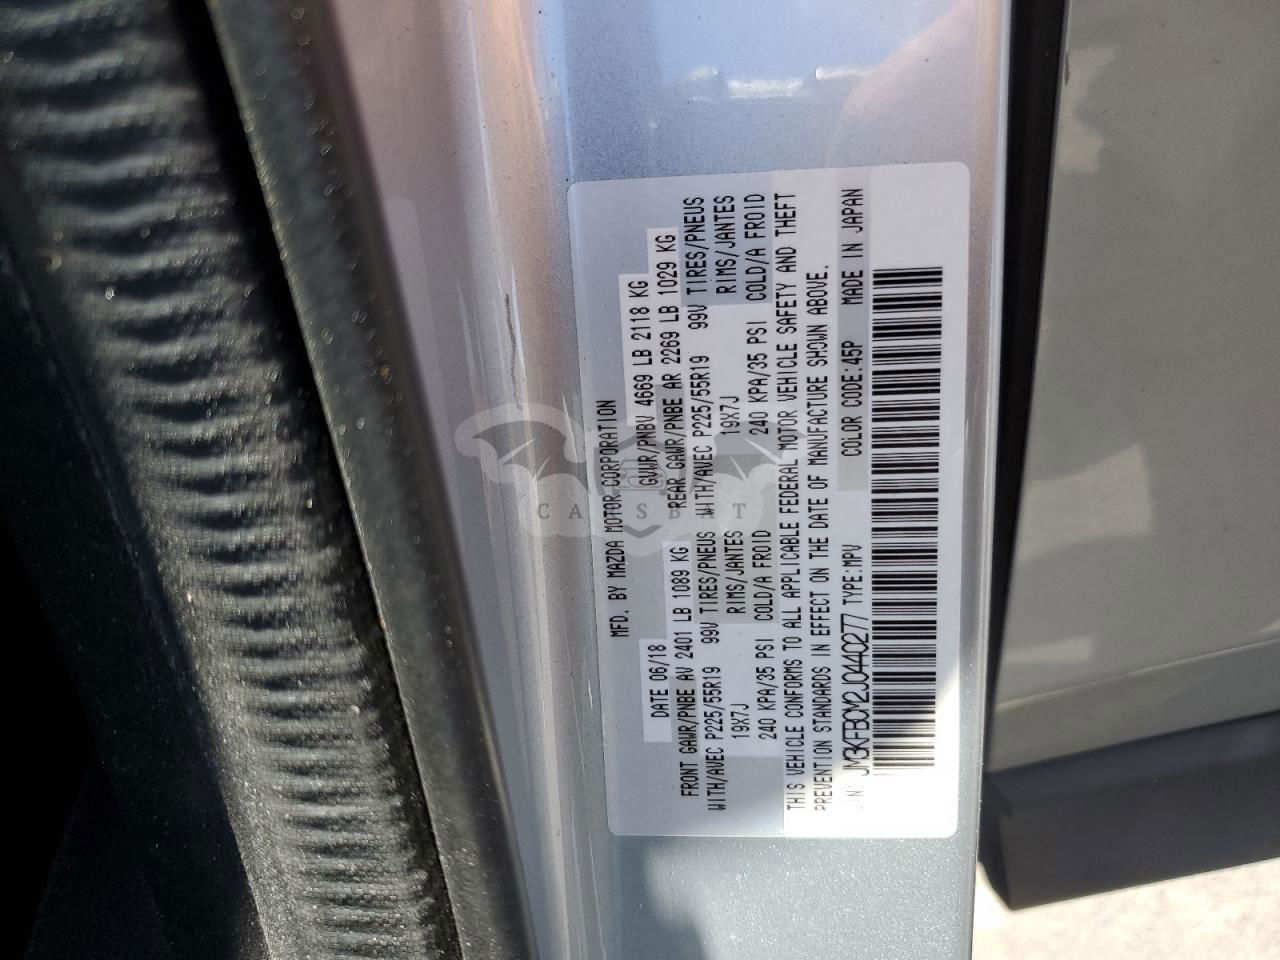 MFD. BY MAZDA MOTOR CORPORATION
DATE 06/18 GAWR/PNBV 4669 LB 2118 KG
FRONT GAWR/PNBE AV 2401 LB 1089 KG REAR GAWR/PNBE AR 2269 LB 1029 KG
WITH/AVEC P225/55R19 99V TIRES/PNEUS WITH/AVEC P225/55R19 99V TIRES/PNEUS
19X7J RIMS/JANTES 19X7J RIMS/JANTES
240 KPA/35 PSI COLD/A FROID 240 KPA/35 PSI COLD/A FROID
THIS VEHICLE CONFORMS TO ALL APPLICABLE FEDERAL MOTOR VEHICLE SAFETY AND THEFT
PREVENTION STANDARDS IN EFFECT ON THE DATE OF MANUFACTURE SHOWN ABOVE.
VIN: JM3KFBCM2J0440277 TYPE:MPV COLOR CODE:45P MADE IN JAPAN
CARSBAT